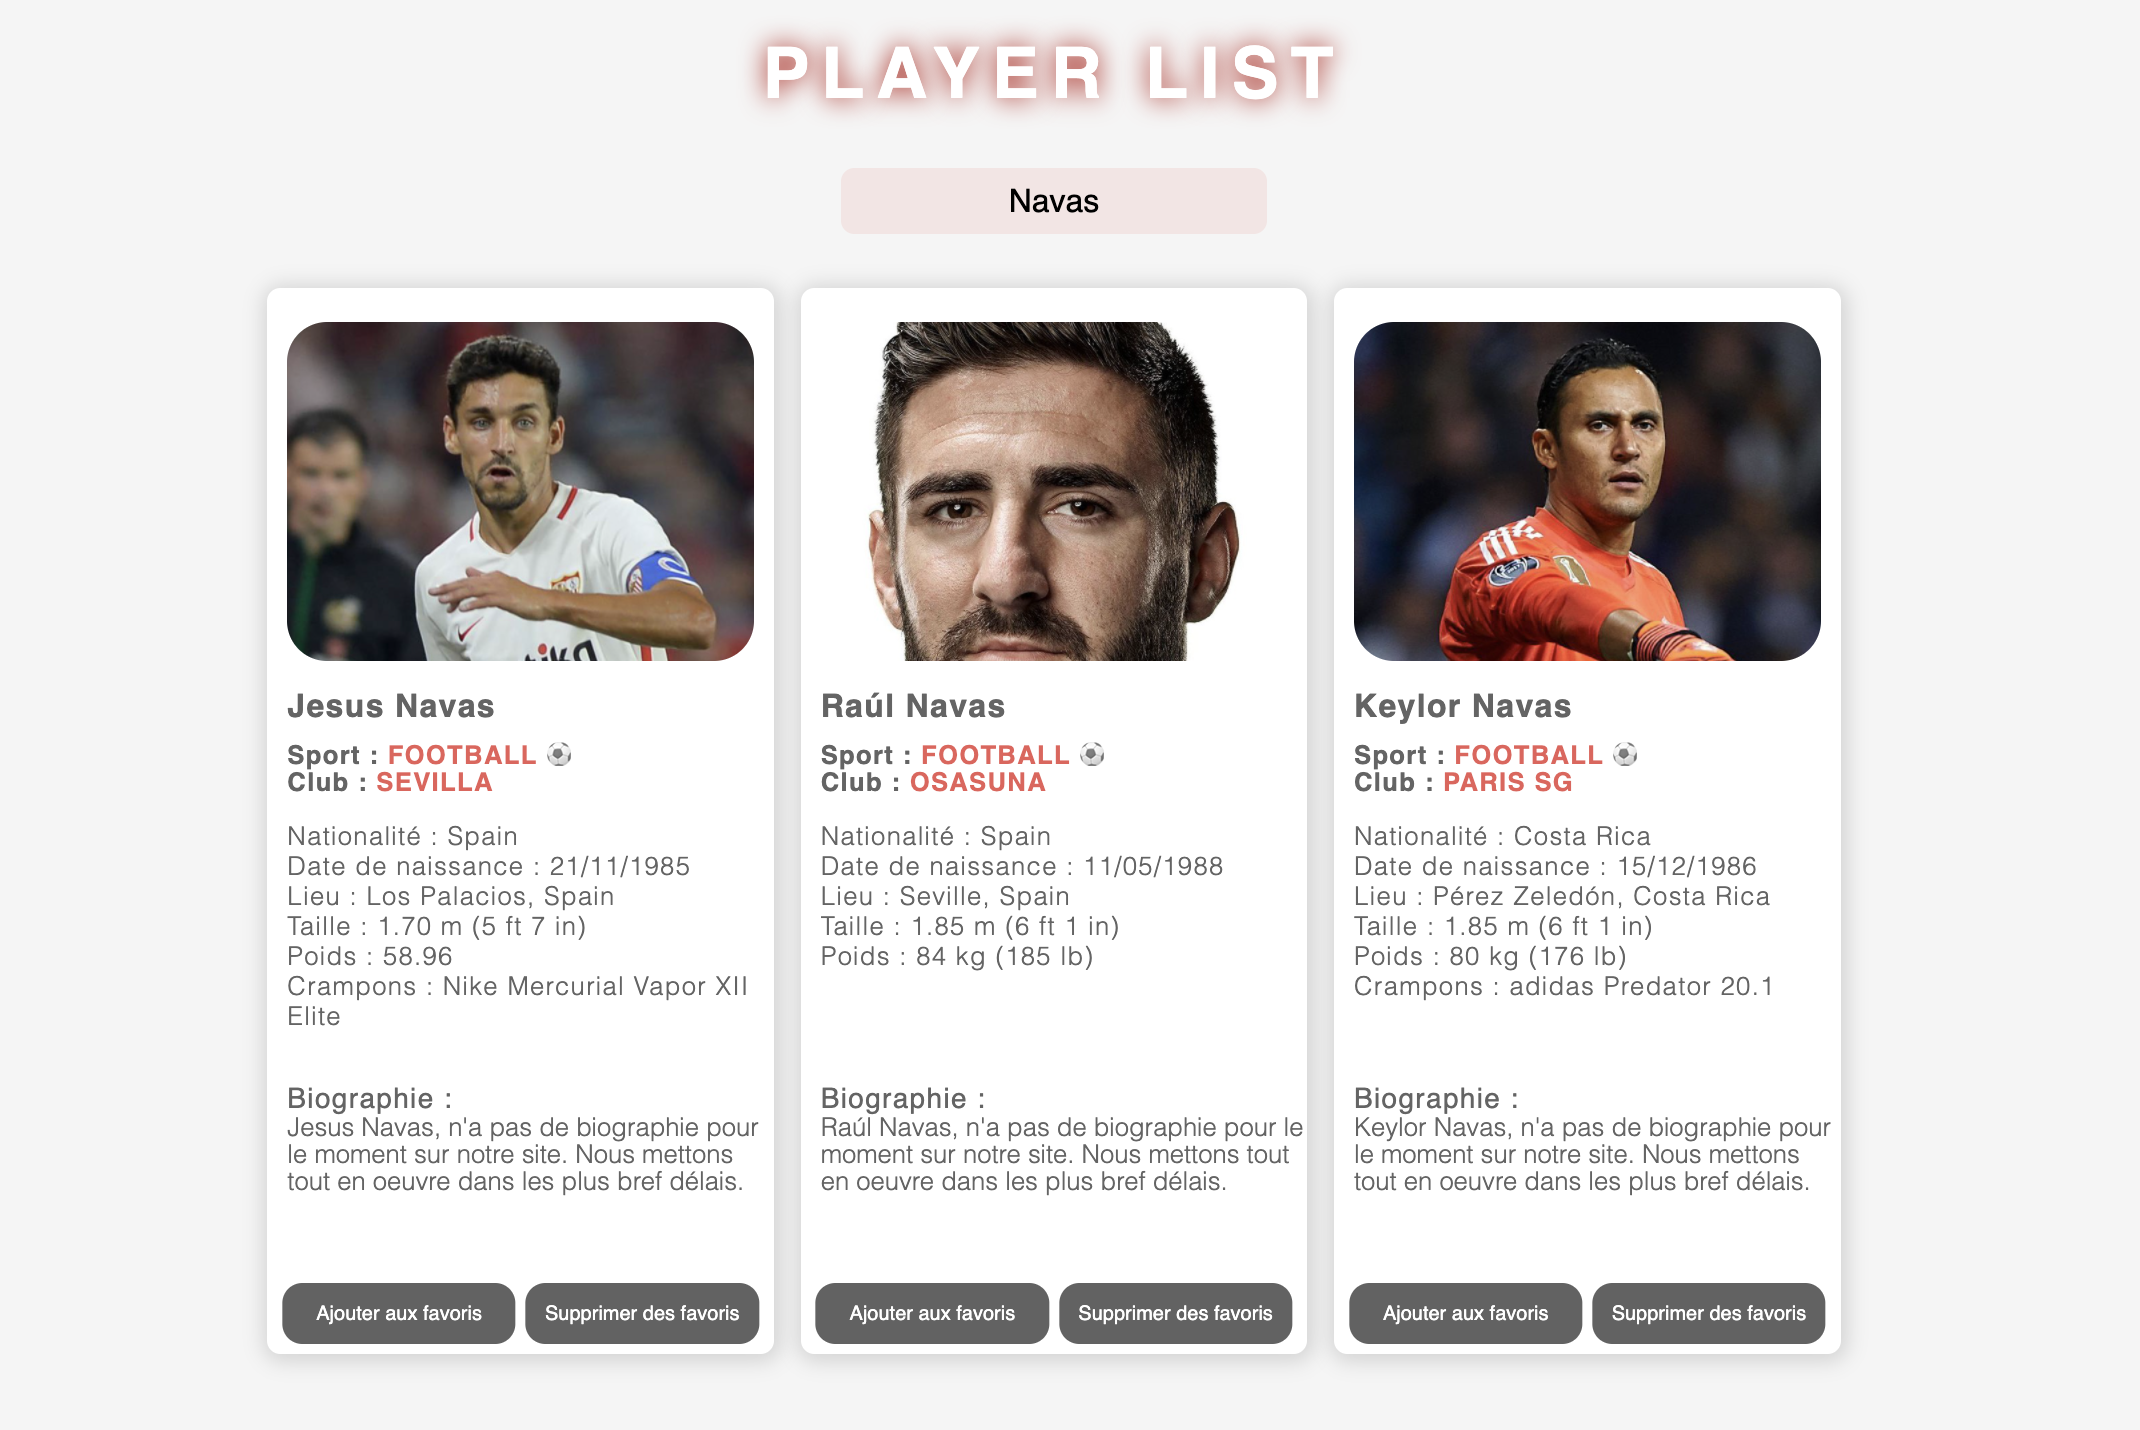 PLAYER LIST
Navas
Jesus Navas
Sport : FOOTBALL ⚽
Club : SEVILLA
Nationalité : Spain
Date de naissance : 21/11/1985
Lieu : Los Palacios, Spain
Taille : 1.70 m (5 ft 7 in)
Poids : 58.96
Crampons : Nike Mercurial Vapor XII
Elite
Biographie :
Jesus Navas, n'a pas de biographie pour
le moment sur notre site. Nous mettons
tout en oeuvre dans les plus bref délais.
Ajouter aux favoris
Supprimer des favoris
Raúl Navas
Sport : FOOTBALL ⚽
Club : OSASUNA
Nationalité : Spain
Date de naissance : 11/05/1988
Lieu : Seville, Spain
Taille : 1.85 m (6 ft 1 in)
Poids : 84 kg (185 lb)
Biographie :
Raúl Navas, n'a pas de biographie pour le
moment sur notre site. Nous mettons tout
en oeuvre dans les plus bref délais.
Ajouter aux favoris
Supprimer des favoris
Keylor Navas
Sport : FOOTBALL ⚽
Club : PARIS SG
Nationalité : Costa Rica
Date de naissance : 15/12/1986
Lieu : Pérez Zeledón, Costa Rica
Taille : 1.85 m (6 ft 1 in)
Poids : 80 kg (176 lb)
Crampons : adidas Predator 20.1
Biographie :
Keylor Navas, n'a pas de biographie pour
le moment sur notre site. Nous mettons
tout en oeuvre dans les plus bref délais.
Ajouter aux favoris
Supprimer des favoris